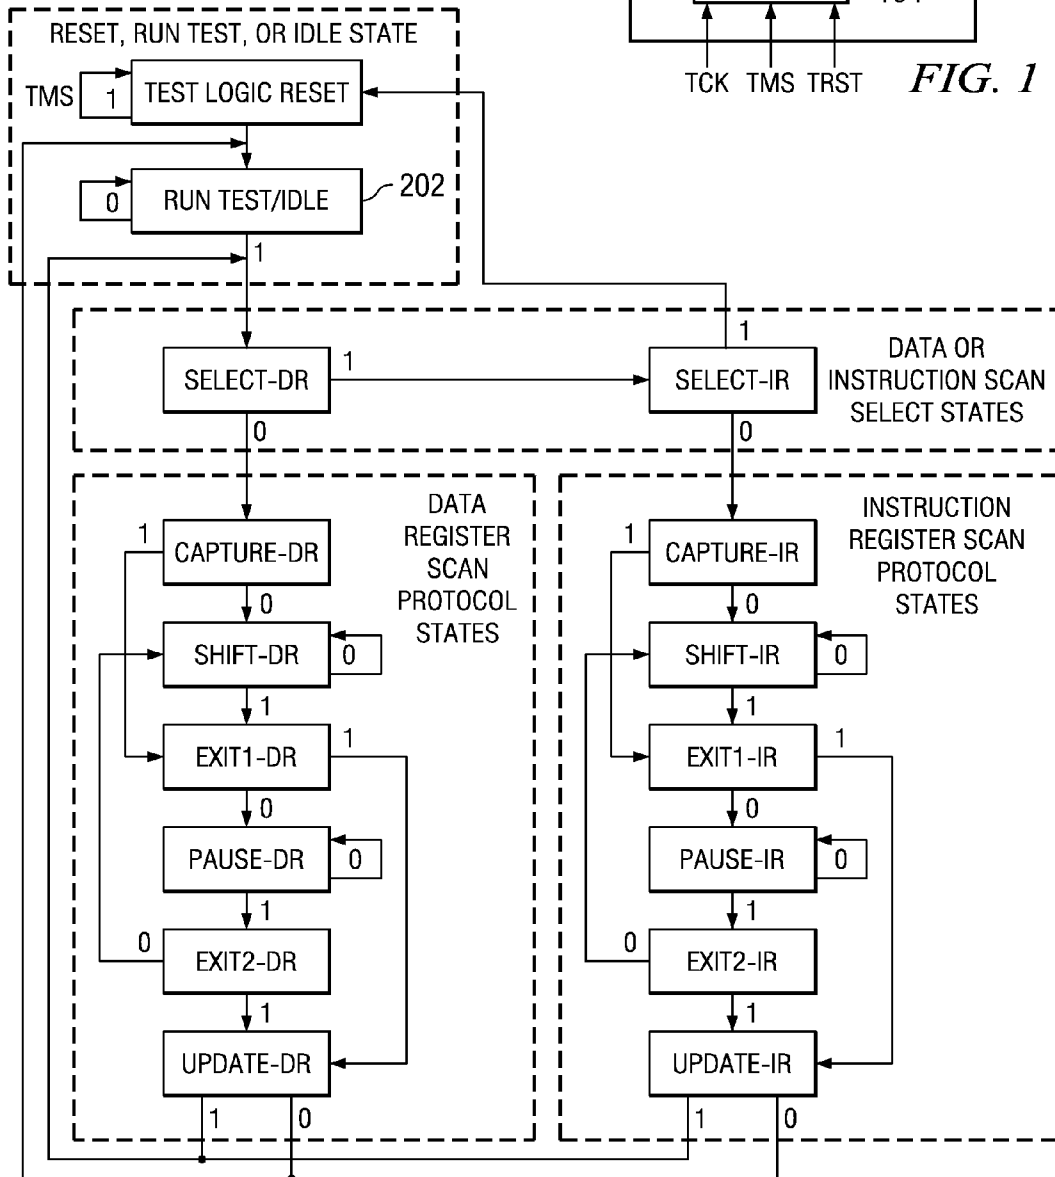 RESET, RUN TEST, OR IDLE STATE
TMS
1
TEST LOGIC RESET
TCK TMS TRST
FIG. 1
0
RUN TEST/IDLE
202
1
SELECT-DR
1
SELECT-IR
1
DATA OR
INSTRUCTION SCAN
SELECT STATES
0
0
DATA
REGISTER
SCAN
PROTOCOL
STATES
1
CAPTURE-DR
0
SHIFT-DR
0
1
EXIT1-DR
1
0
PAUSE-DR
0
1
0
EXIT2-DR
1
UPDATE-DR
1
0
INSTRUCTION
REGISTER SCAN
PROTOCOL
STATES
1
CAPTURE-IR
0
SHIFT-IR
0
1
EXIT1-IR
1
0
PAUSE-IR
0
1
0
EXIT2-IR
1
UPDATE-IR
1
0